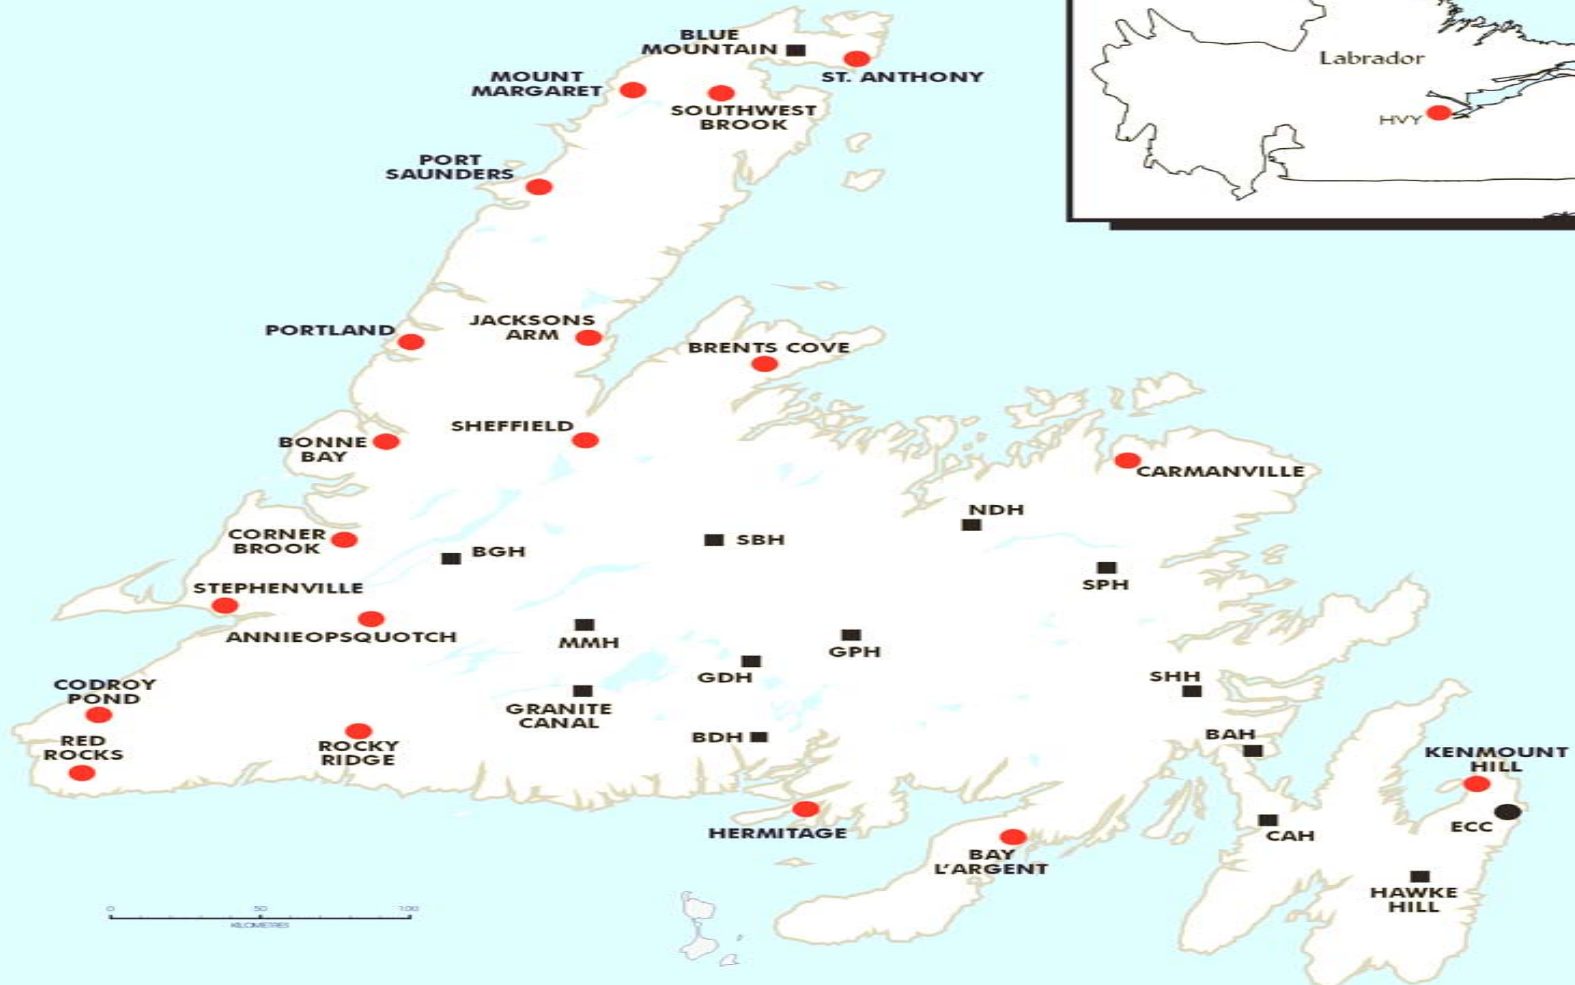 BLUE
MOUNTAIN
ST. ANTHONY
MOUNT
MARGARET
SOUTHWEST
BROOK
PORT
SAUNDERS
Labrador
HVY
PORTLAND
JACKSONS
ARM
BRENTS COVE
SHEFFIELD
BONNE
BAY
CARMANVILLE
NDH
CORNER
BROOK
BGH
SBH
SPH
STEPHENVILLE
ANNIEOPSQUOTCH
MMH
GPH
GDH
SHH
CODROY
POND
GRANITE
CANAL
RED
ROCKS
ROCKY
RIDGE
BDH
BAH
KENMOUNT
HILL
HERMITAGE
ECC
CAH
BAY
L'ARGENT
HAWKE
HILL
0 50 100
KILOMETRES